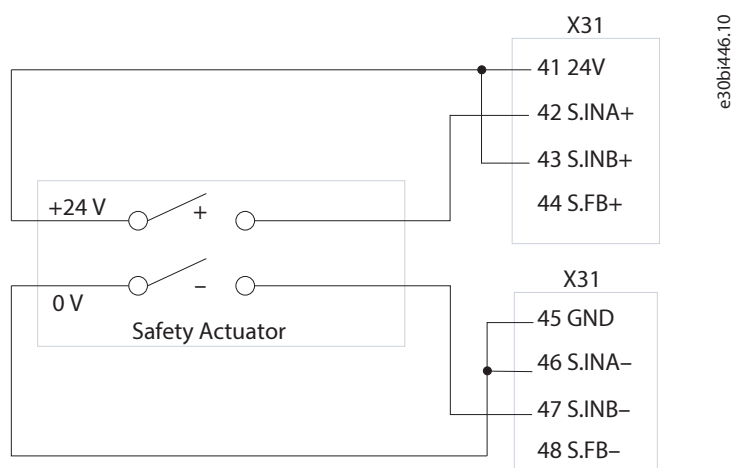 X31
41 24V
42 S.INA+
43 S.INB+
44 S.FB+
e30bi446.10
+24 V
+
–
0 V
Safety Actuator
X31
45 GND
46 S.INA–
47 S.INB–
48 S.FB–